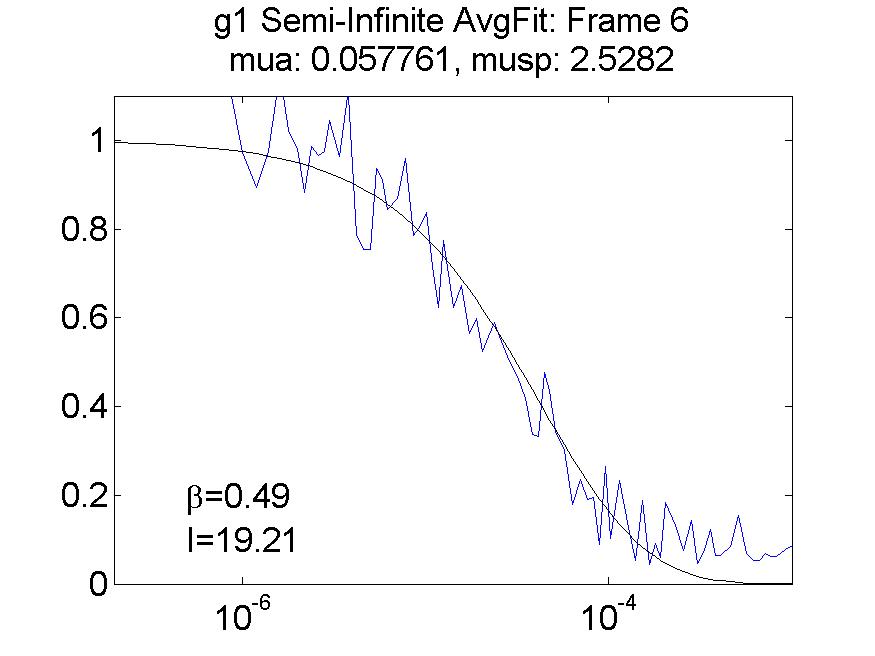 g1 Semi-Infinite AvgFit: Frame 6
mua: 0.057761, musp: 2.5282
1
0.8
0.6
0.4
0.2
0
β=0.49
I=19.21
10^-6
10^-4